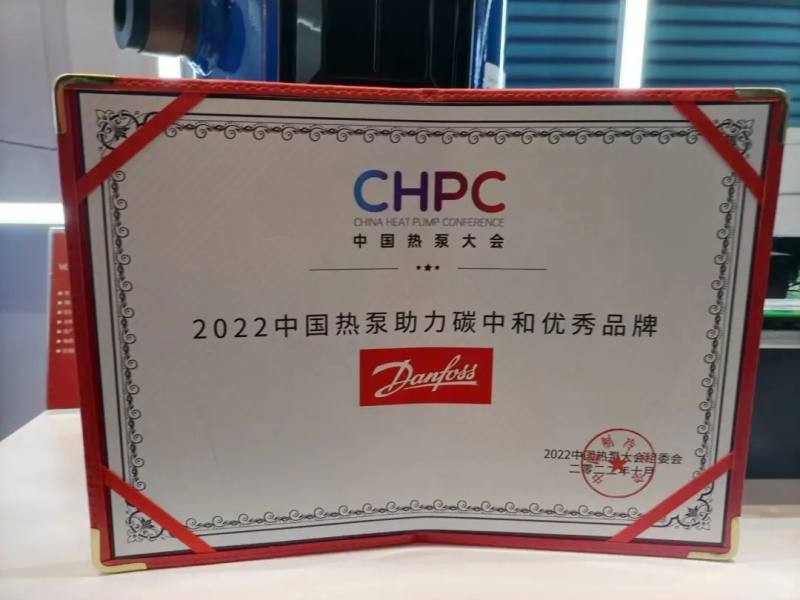 CHPC
CHINA HEAT PUMP CONFERENCE
中国热泵大会
2022中国热泵助力碳中和优秀品牌
Danfoss
2022中国热泵大会组委会
二零二二年十月